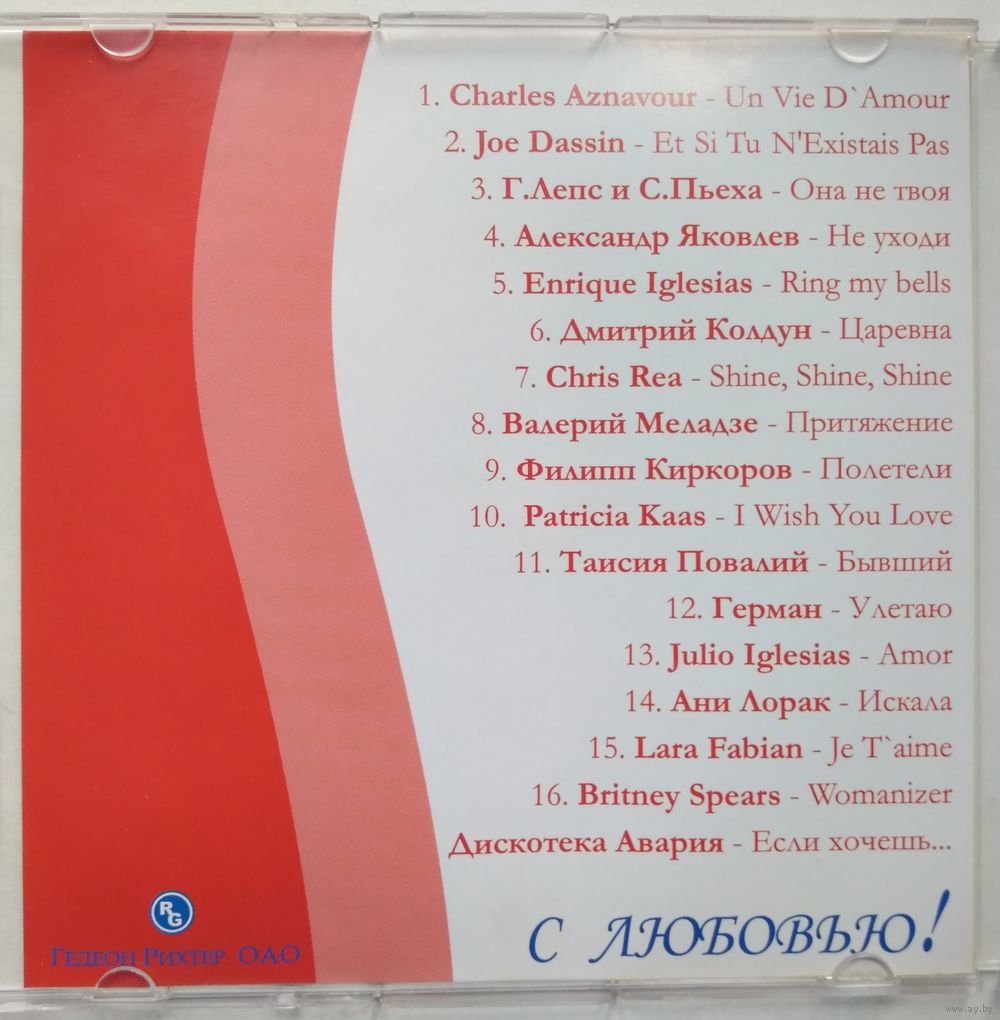 1. Charles Aznavour - Un Vie D`Amour
2. Joe Dassin - Et Si Tu N'Existais Pas
3. Г.Лепс и С.Пьеха - Она не твоя
4. Александр Яковлев - Не уходи
5. Enrique Iglesias - Ring my bells
6. Дмитрий Колдун - Царевна
7. Chris Rea - Shine, Shine, Shine
8. Валерий Меладзе - Притяжение
9. Филипп Киркоров - Полетели
10. Patricia Kaas - I Wish You Love
11. Таисия Повалий - Бывший
12. Герман - Улетаю
13. Julio Iglesias - Amor
14. Ани Лорак - Искала
15. Lara Fabian - Je T`aime
16. Britney Spears - Womanizer
Дискотека Авария - Если хочешь...
С ЛЮБОВЬЮ!
RG
ГЕДЕОН РИХТЕР ОАО
www.ay.by